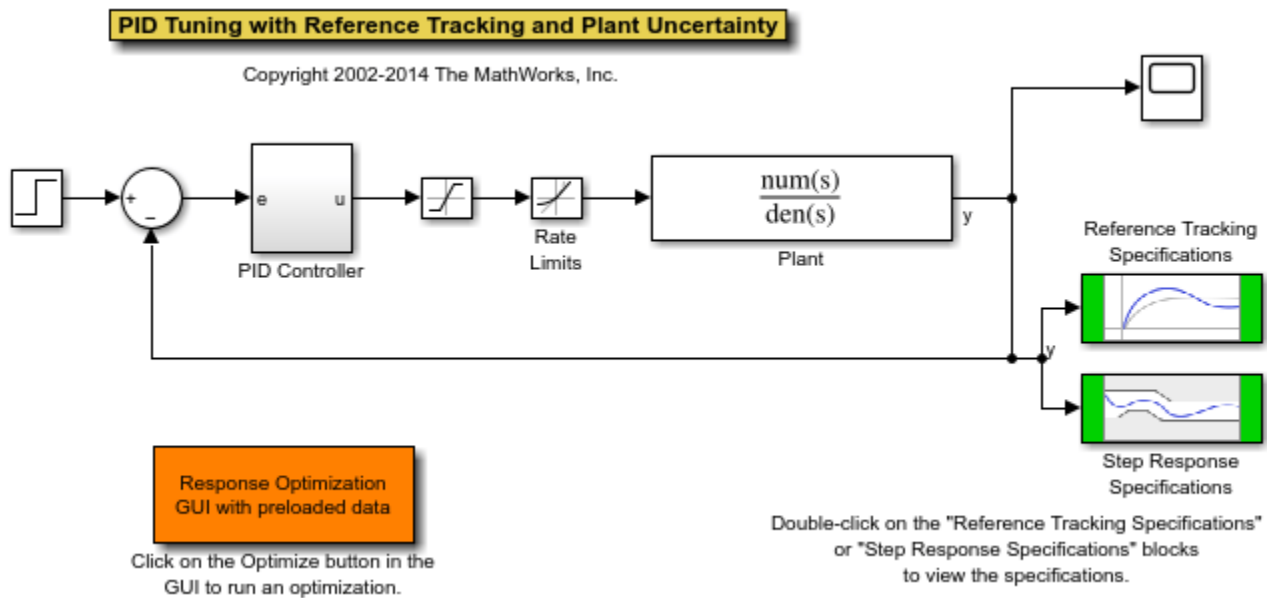 PID Tuning with Reference Tracking and Plant Uncertainty
Copyright 2002-2014 The MathWorks, Inc.
+
−
e
u
PID Controller
Rate
Limits
num(s)
den(s)
Plant
y
Reference Tracking
Specifications
y
Step Response
Specifications
Response Optimization
GUI with preloaded data
Click on the Optimize button in the
GUI to run an optimization.
Double-click on the "Reference Tracking Specifications"
or "Step Response Specifications" blocks
to view the specifications.